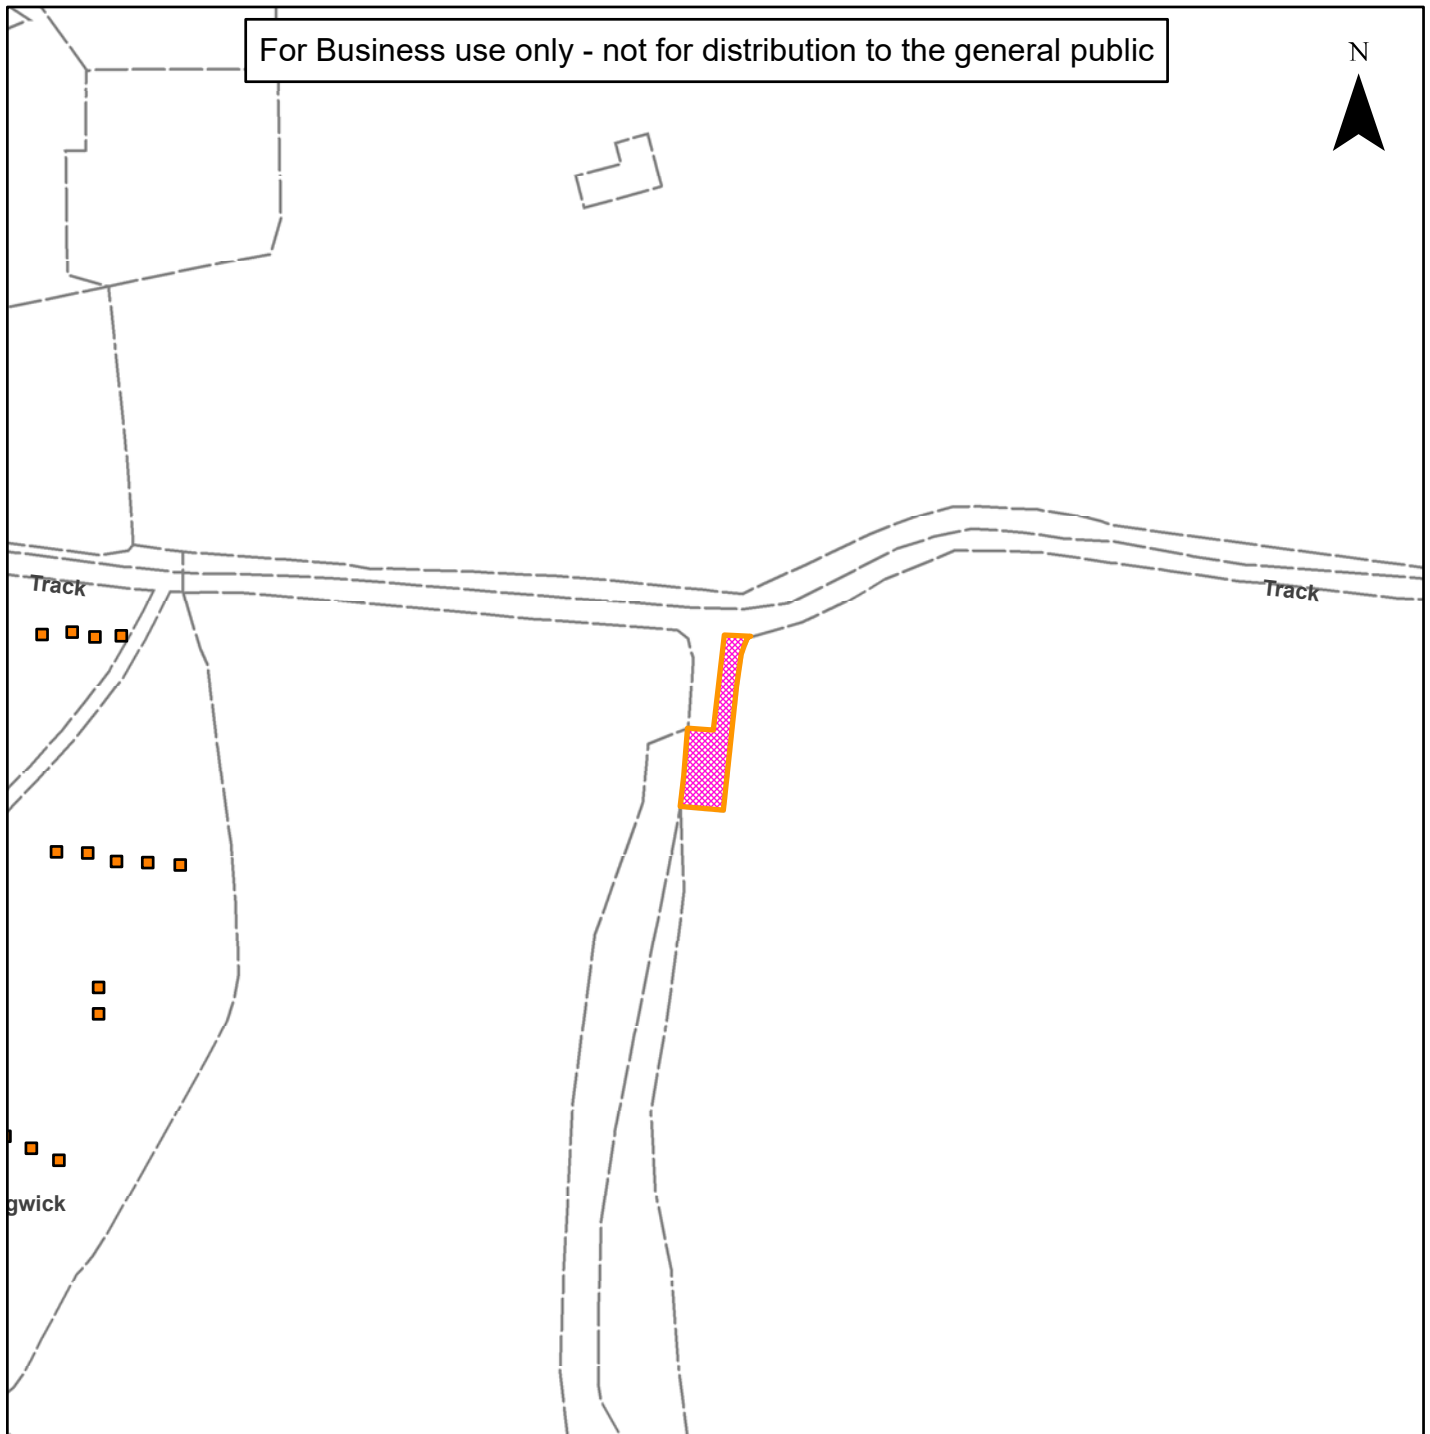 For Business use only - not for distribution to the general public
N
Track
Track
gwick